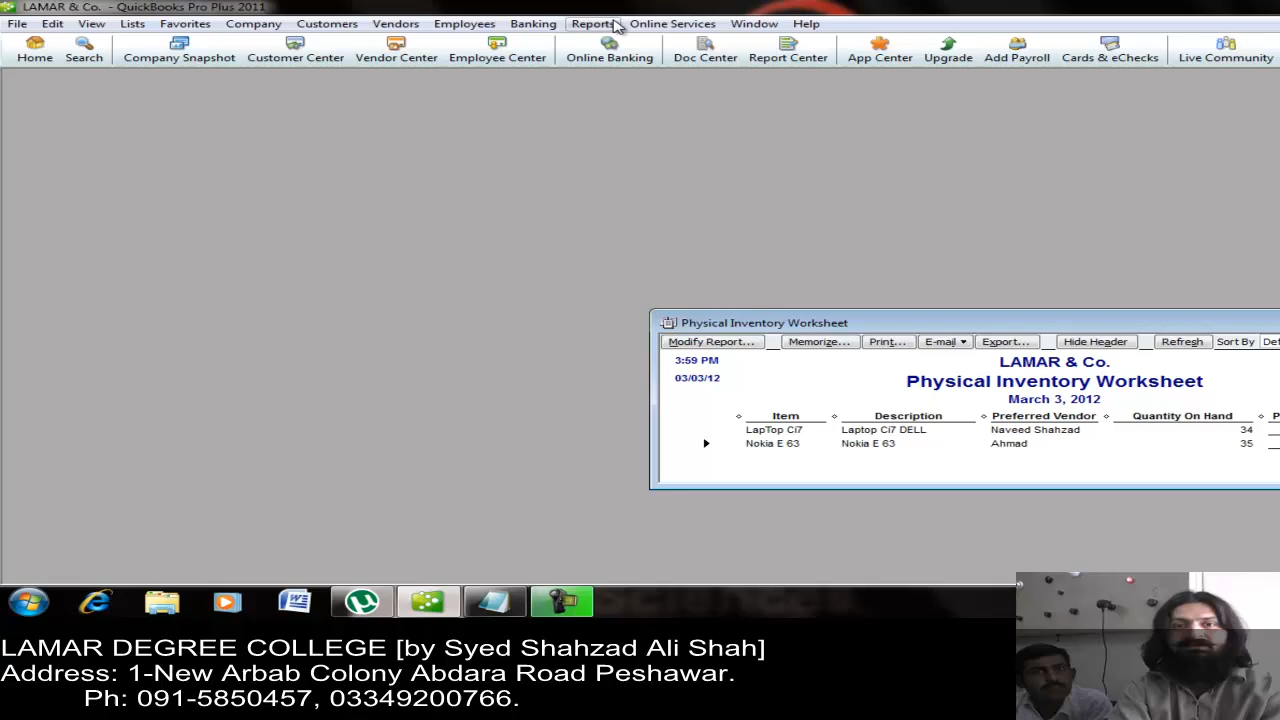 LAMAR & Co. - QuickBooks Pro Plus 2011
File Edit View Lists Favorites Company Customers Vendors Employees Banking Reports Online Services Window Help
Home Search Company Snapshot Customer Center Vendor Center Employee Center Online Banking Doc Center Report Center App Center Upgrade Add Payroll Cards & eChecks Live Community
Physical Inventory Worksheet
Modify Report... Memorize... Print... E-mail Export... Hide Header Refresh Sort By
3:59 PM
03/03/12
LAMAR & Co.
Physical Inventory Worksheet
March 3, 2012
Item Description Preferred Vendor Quantity On Hand
LapTop Ci7 Laptop Ci7 DELL Naveed Shahzad 34
Nokia E 63 Nokia E 63 Ahmad 35
LAMAR DEGREE COLLEGE [by Syed Shahzad Ali Shah]
Address: 1-New Arbab Colony Abdara Road Peshawar.
Ph: 091-5850457, 03349200766.